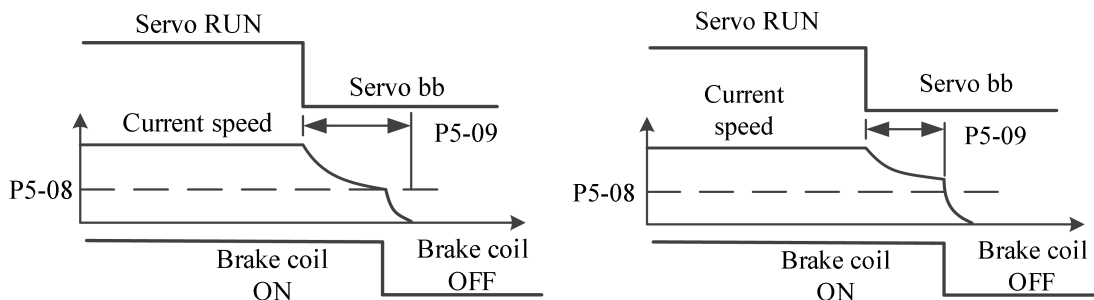 Servo RUN
Servo bb
Current speed
P5-09
P5-08
Brake coil
ON
Brake coil
OFF
Servo RUN
Servo bb
Current
speed
P5-09
P5-08
Brake coil
ON
Brake coil
OFF